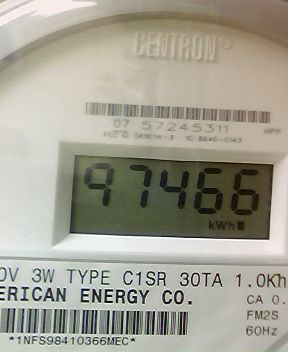 CENTRON®
07 57245311 HPP
97466
kWh
0V 3W TYPE C1SR 30TA 1.0Kh
ERICAN ENERGY CO.
CA 0.
FM2S
60Hz
*1NFS98410366MEC*